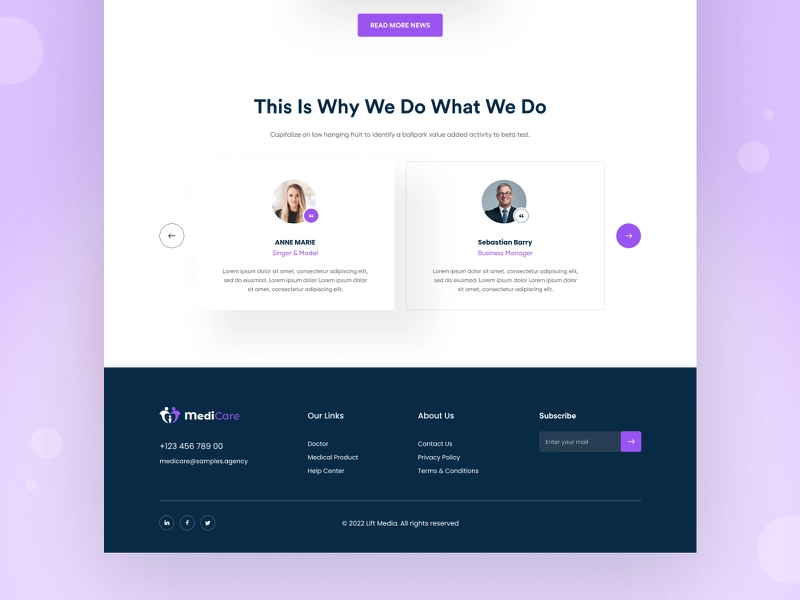 READ MORE NEWS
This Is Why We Do What We Do
Capitalize on low hanging fruit to identify a ballpark value added activity to beta test.
ANNE MARIE
Singer & Model
Lorem ipsum dolor sit amet, consectetur adipiscing elit,
sed do eiusmod. Lorem ipsum dolor Lorem ipsum dolor
sit amet, consectetur adipiscing elit.
Sebastian Barry
Business Manager
Lorem ipsum dolor sit amet, consectetur adipiscing elit,
sed do eiusmod. Lorem ipsum dolor Lorem ipsum dolor
sit amet, consectetur adipiscing elit.
MediCare
+123 456 789 00
medicare@samples.agency
Our Links
Doctor
Medical Product
Help Center
About Us
Contact Us
Privacy Policy
Terms & Conditions
Subscribe
Enter your mail
© 2022 Lift Media. All rights reserved